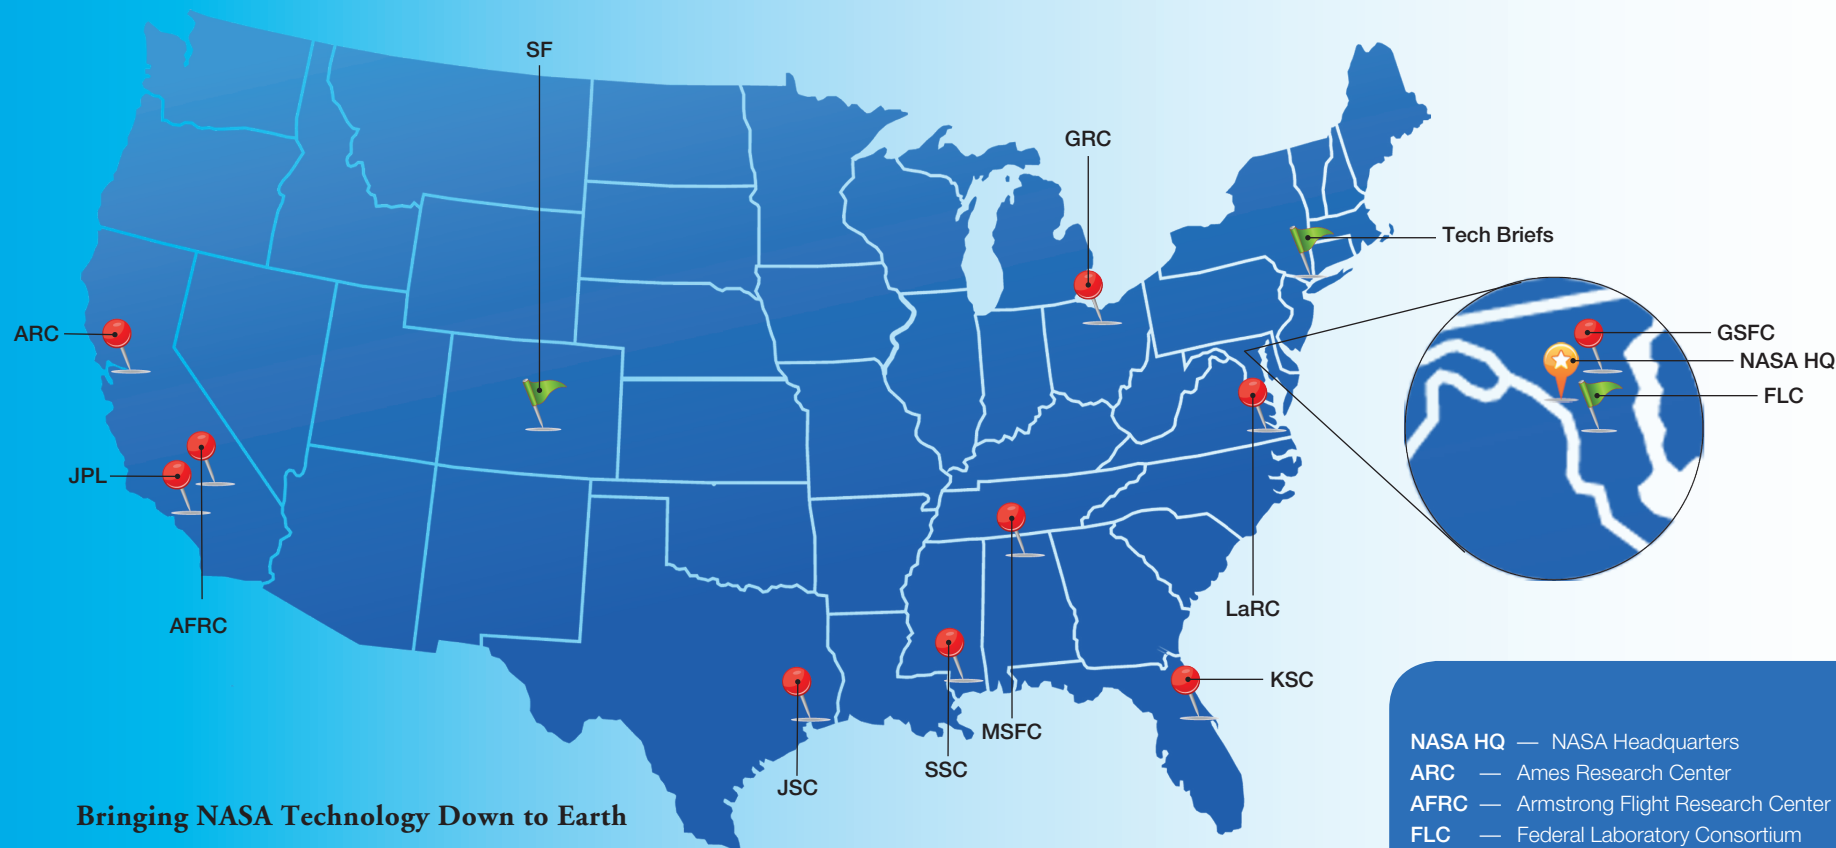 SF
GRC
Tech Briefs
ARC
GSFC
NASA HQ
FLC
JPL
AFRC
LaRC
KSC
MSFC
SSC
JSC
Bringing NASA Technology Down to Earth
NASA HQ — NASA Headquarters
ARC — Ames Research Center
AFRC — Armstrong Flight Research Center
FLC — Federal Laboratory Consortium